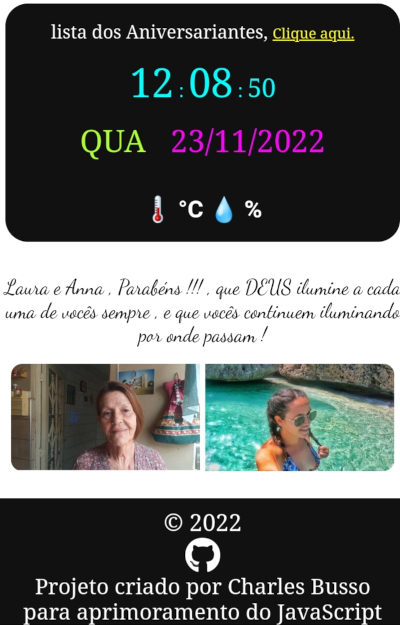 lista dos Aniversariantes, Clique aqui.
12 : 08 : 50
QUA 23/11/2022
°C %
Laura e Anna , Parabéns !!! , que DEUS ilumine a cada
uma de vocês sempre , e que vocês continuem iluminando
por onde passam !
© 2022
Projeto criado por Charles Busso
para aprimoramento do JavaScript